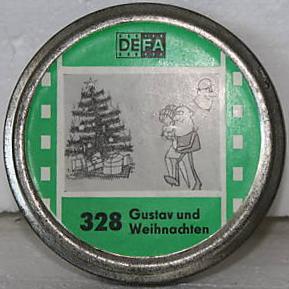 DEFA
328 Gustav und
Weihnachten